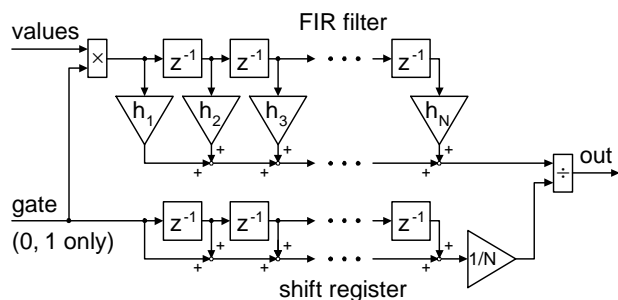 FIR filter
values
× z⁻¹ z⁻¹ • • • z⁻¹
h₁ h₂ h₃ h_N
+ + +
+ + + out
÷
gate
(0, 1 only) z⁻¹ z⁻¹ • • • z⁻¹
+ + +
+ + + 1/N
shift register